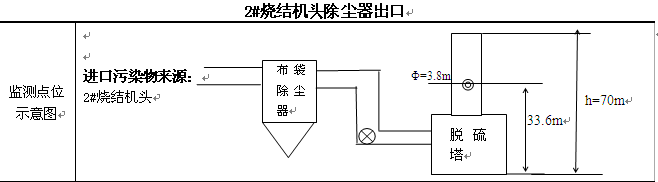 2#烧结机头除尘器出口
监测点位
示意图
进口污染物来源：
2#烧结机头
布袋
除尘
器
Φ=3.8m
脱硫
塔
33.6m
h=70m